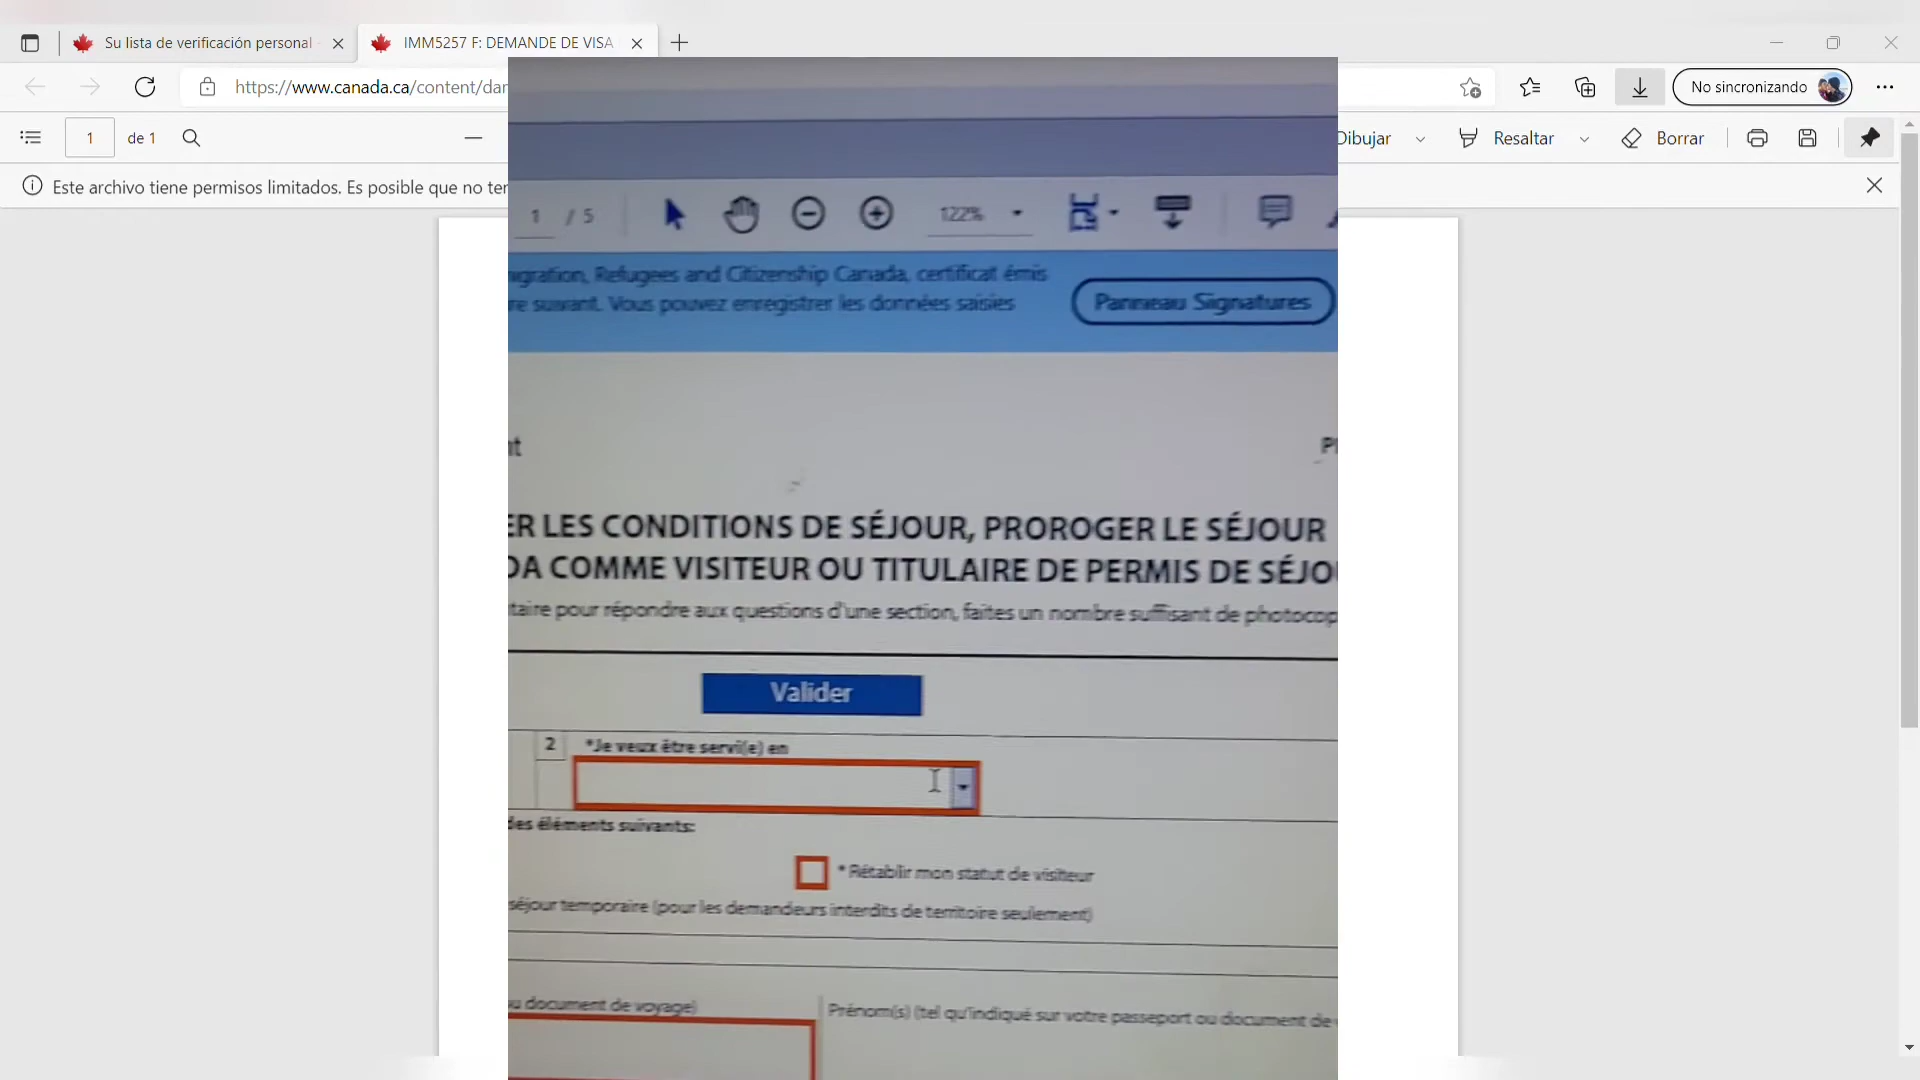 Su lista de verificación personal
IMM5257 F: DEMANDE DE VISA
https://www.canada.ca/content/dar
No sincronizando
1 de 1
Dibujar
Resaltar
Borrar
Este archivo tiene permisos limitados. Es posible que no ter
1 / 5
122%
igration, Refugees and Citizenship Canada, certificat émis
re suivant. Vous pouvez enregistrer les données saisies
Panneau Signatures
nt
P
ER LES CONDITIONS DE SÉJOUR, PROROGER LE SÉJOUR
DA COMME VISITEUR OU TITULAIRE DE PERMIS DE SÉJO
taire pour répondre aux questions d'une section, faites un nombre suffisant de photocop
Valider
2 *Je veux être servi(e) en
des éléments suivants:
* Rétablir mon statut de visiteur
séjour temporaire (pour les demandeurs interdits de territoire seulement)
u document de voyage)
Prénom(s) (tel qu'indiqué sur votre passeport ou document de